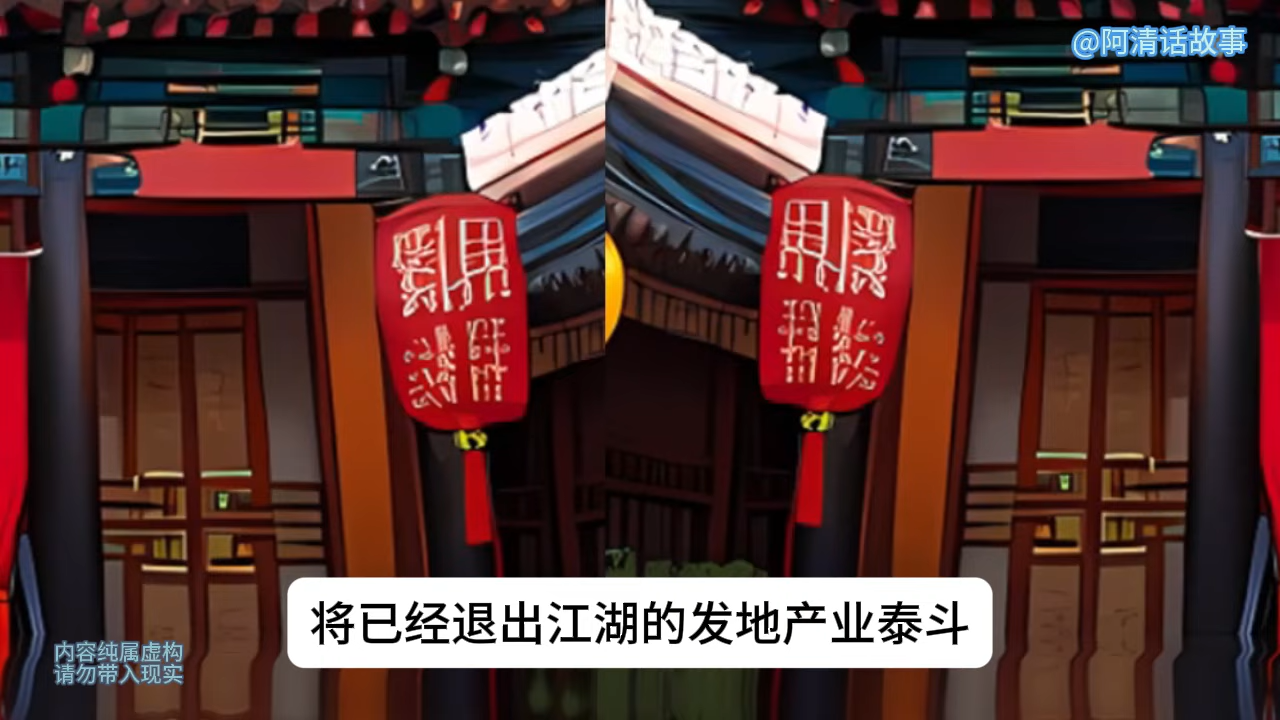 @阿清话故事
将已经退出江湖的发地产业泰斗
内容纯属虚构
请勿带入现实